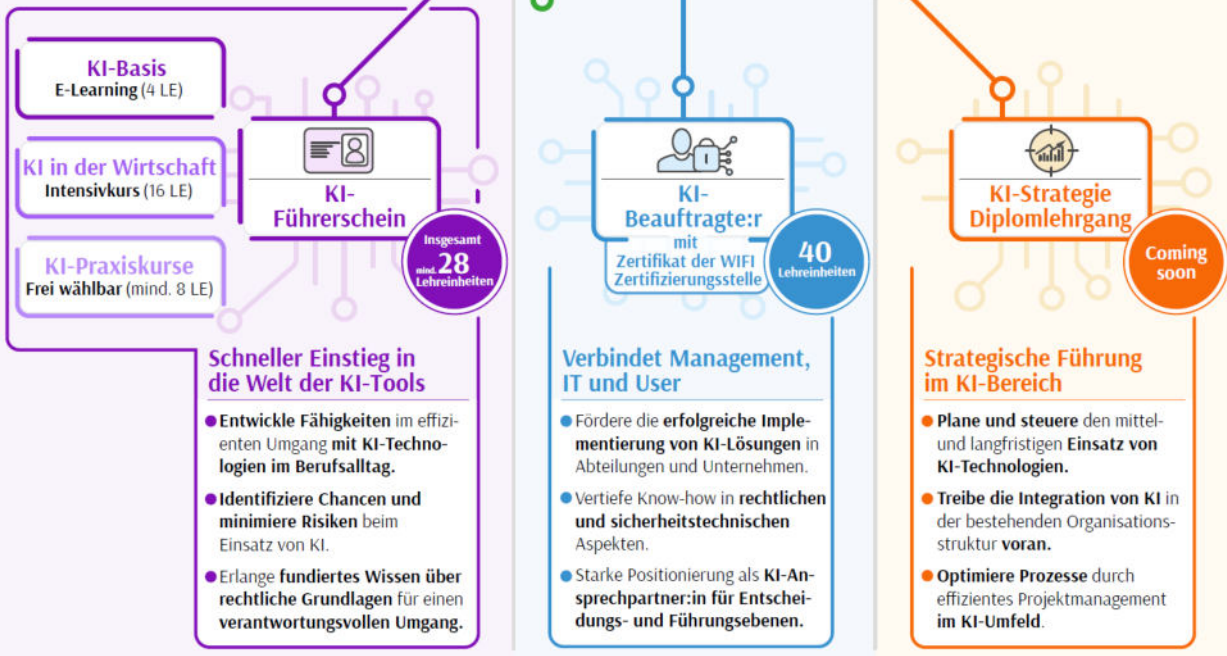 KI-Basis
E-Learning (4 LE)
KI in der Wirtschaft
Intensivkurs (16 LE)
KI-Praxiskurse
Frei wählbar (mind. 8 LE)
KI-
Führerschein
Insgesamt
mind. 28
Lehreinheiten
Schneller Einstieg in
die Welt der KI-Tools
Entwickle Fähigkeiten im effizi-
enten Umgang mit KI-Techno-
logien im Berufsalltag.
Identifiziere Chancen und
minimiere Risiken beim
Einsatz von KI.
Erlange fundiertes Wissen über
rechtliche Grundlagen für einen
verantwortungsvollen Umgang.
KI-
Beauftragte:r
mit
Zertifikat der WIFI
Zertifizierungsstelle
40
Lehreinheiten
Verbindet Management,
IT und User
Fördere die erfolgreiche Imple-
mentierung von KI-Lösungen in
Abteilungen und Unternehmen.
Vertiefe Know-how in rechtlichen
und sicherheitstechnischen
Aspekten.
Starke Positionierung als KI-An-
sprechpartner:in für Entschei-
dungs- und Führungsebenen.
KI-Strategie
Diplomlehrgang
Coming
soon
Strategische Führung
im KI-Bereich
Plane und steuere den mittel-
und langfristigen Einsatz von
KI-Technologien.
Treibe die Integration von KI in
der bestehenden Organisations-
struktur voran.
Optimiere Prozesse durch
effizientes Projektmanagement
im KI-Umfeld.